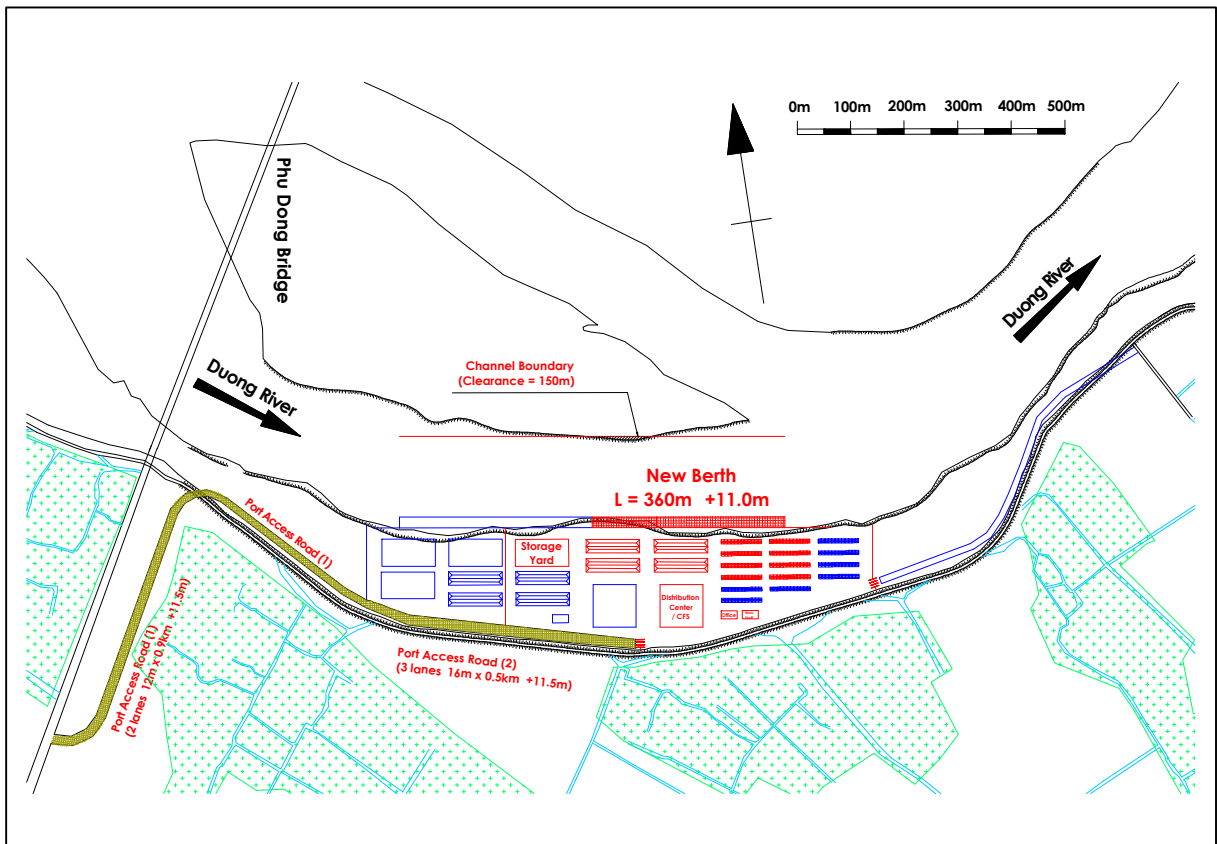 0m 100m 200m 300m 400m 500m
Phu Dong Bridge
Duong River
Channel Boundary
(Clearance = 150m)
Duong River
New Berth
L = 360m +11.0m
Port Access Road (1)
Storage
Yard
Distribution
Center
/ CFS
Office
Port Access Road (1)
(2 lanes 12m x 0.9km +11.5m)
Port Access Road (2)
(3 lanes 16m x 0.5km +11.5m)